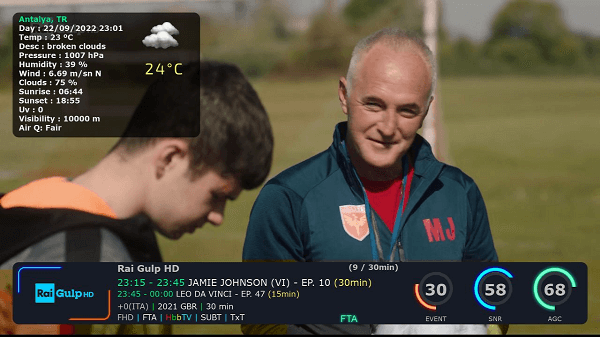 Antalya, TR
Day : 22/09/2022 23:01
Temp : 23 ºC
Desc : broken clouds
Pressure : 1007 hPa
Humidity : 39 %
Wind : 6.69 m/sn N
Clouds : 75 %
Sunrise : 06:44
Sunset : 18:55
Uv : 0
Visibility : 10000 m
Air Q: Fair
24°C
MJ
Rai Gulp HD
Rai Gulp HD (9 / 30min)
23:15 - 23:45 JAMIE JOHNSON (VI) - EP. 10 (30min)
23:45 - 00:00 LEO DA VINCI - EP. 47 (15min)
+0(ITA) | 2021 GBR | 30 min
FHD | FTA | HbbTV | SUBT | TxT
FTA
30 58 68
EVENT SNR AGC